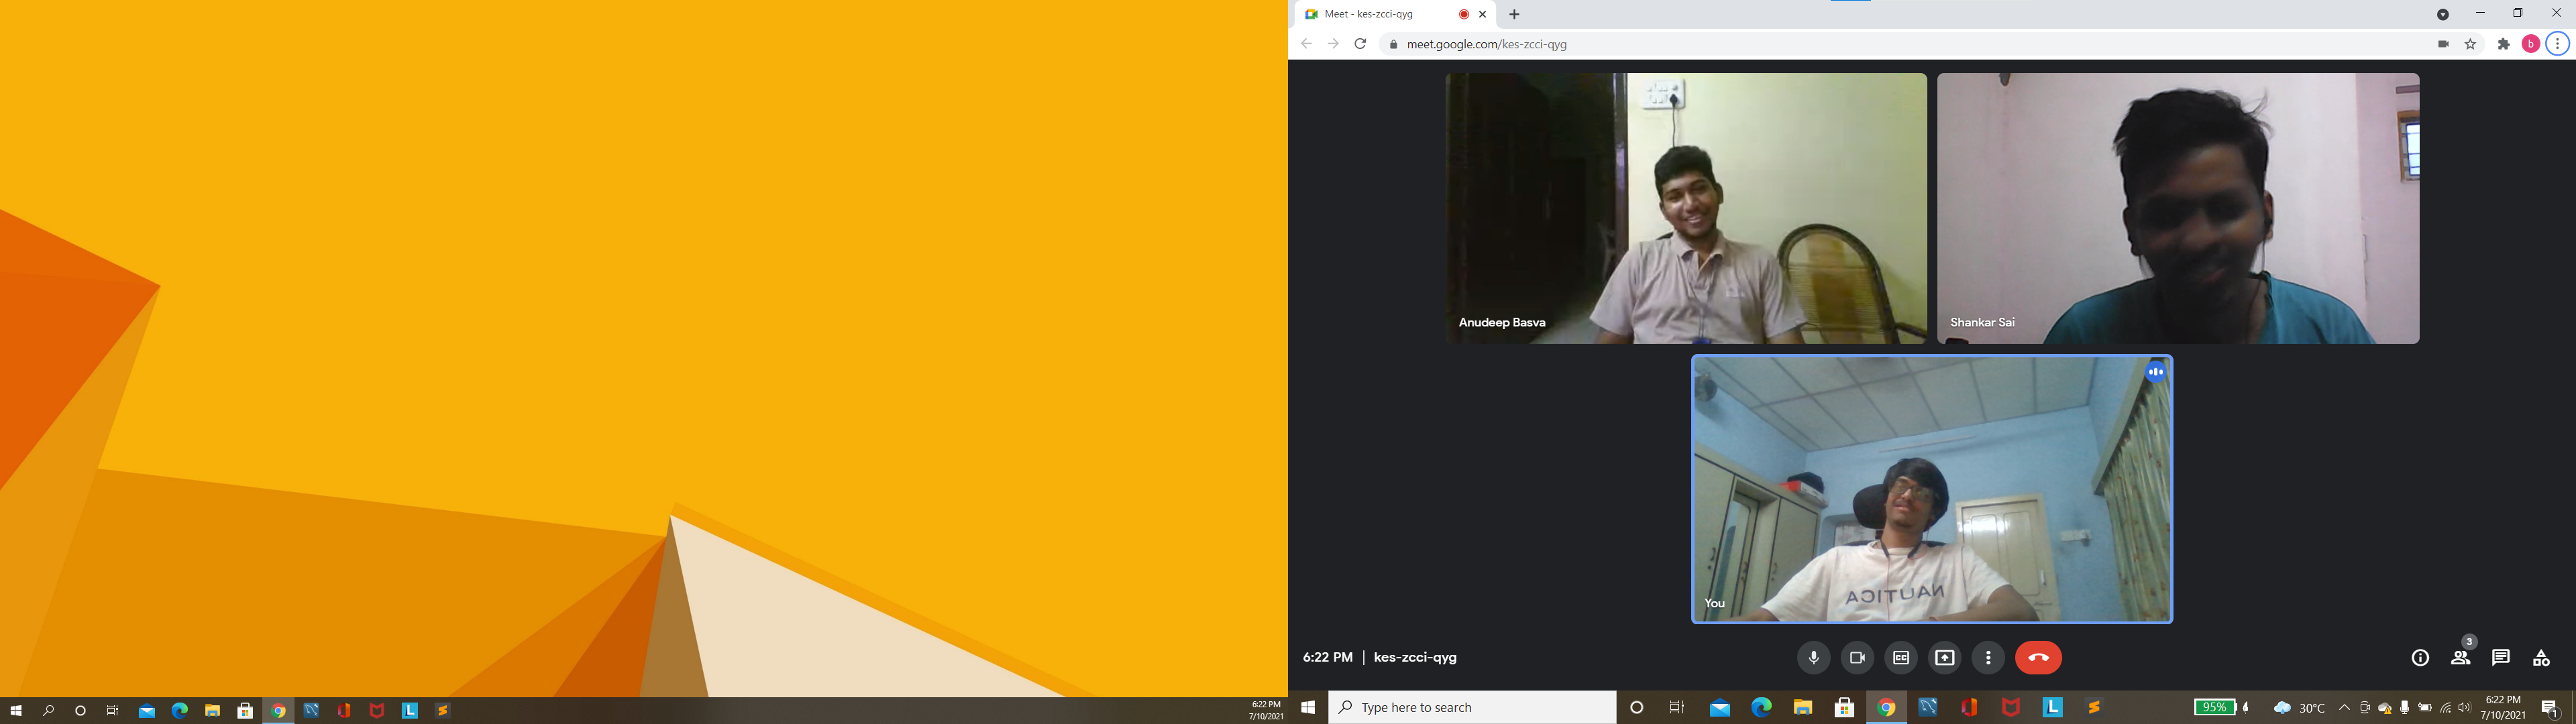 Meet - kes-zcci-qyg
meet.google.com/kes-zcci-qyg
b
Anudeep Basva
Shankar Sai
NAUTICA
You
6:22 PM | kes-zcci-qyg
CC
3
6:22 PM
7/10/2021
Type here to search
L
L
95%
30°C
6:22 PM
7/10/2021
1